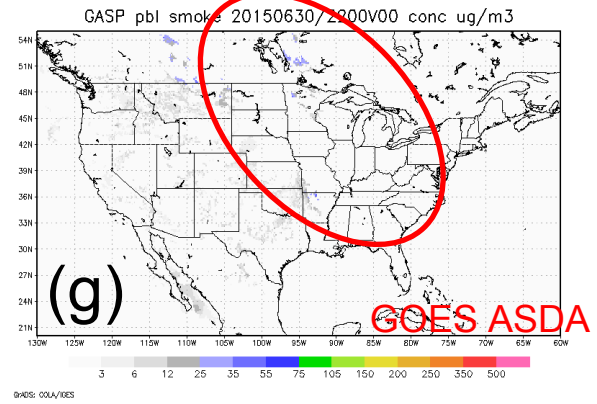 GASP pbl smoke 20150630/2200V00 conc ug/m3
54N
51N
48N
45N
42N
39N
36N
33N
30N
27N
24N
21N
(g)
GOES ASDA
130W 125W 120W 115W 110W 105W 100W 95W 90W 85W 80W 75W 70W 65W 60W
3 6 12 25 35 55 75 105 150 200 250 350 500
GrADS: COLA/IGES